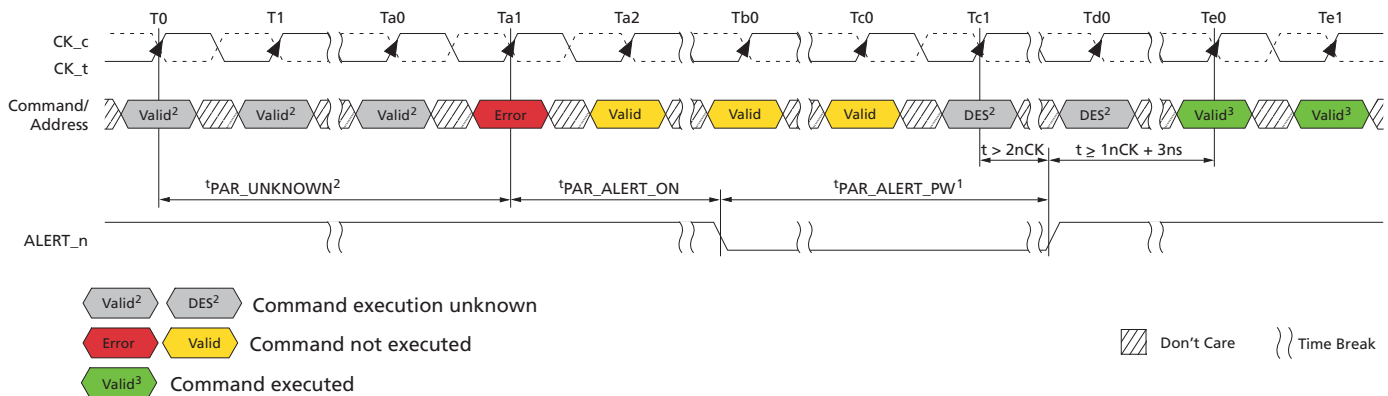 T0 T1 Ta0 Ta1 Ta2 Tb0 Tc0 Tc1 Td0 Te0 Te1
CK_c
CK_t
Command/
Address
Valid² Valid² Valid² Error Valid Valid Valid DES² DES² Valid³ Valid³
t > 2nCK t ≥ 1nCK + 3ns
ᵗPAR_UNKNOWN² ᵗPAR_ALERT_ON ᵗPAR_ALERT_PW¹
ALERT_n
Valid² DES² Command execution unknown
Error Valid Command not executed
Don't Care Time Break
Valid³ Command executed